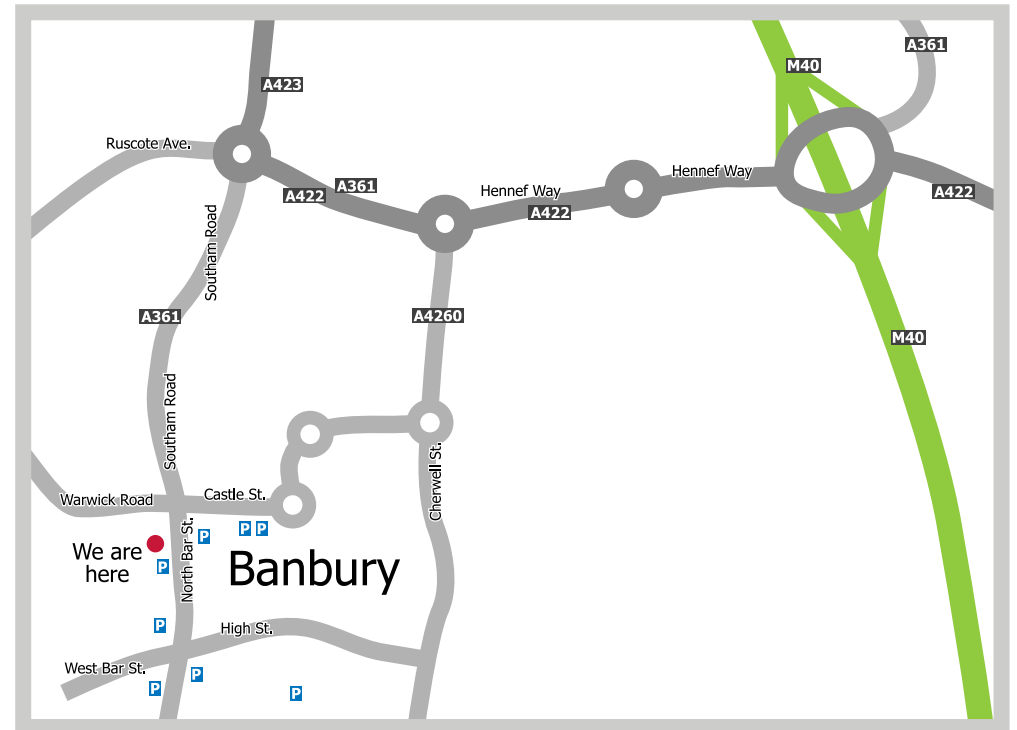 A361
M40
A423
Ruscote Ave.
Hennef Way
A361
A422
Hennef Way
A422
A422
Southam Road
A361
A4260
M40
Southam Road
Cherwell St.
Warwick Road
Castle St.
P
P
P
North Bar St.
We are
here
P
Banbury
P
High St.
West Bar St.
P
P
P